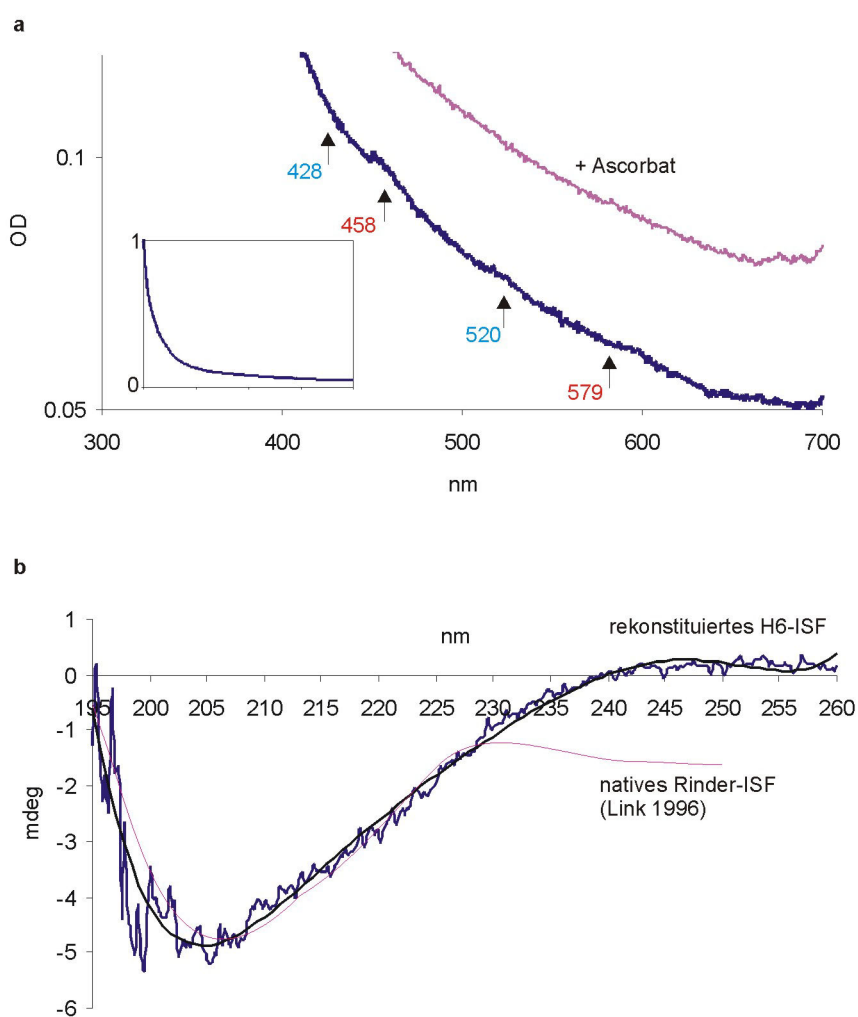 a
0.1
OD
0.05
428
458
520
579
+ Ascorbat
1
0
300 400 500 600 700
nm
b
1
0
-1
-2
-3
-4
-5
-6
mdeg
nm
rekonstituiertes H6-ISF
195 200 205 210 215 220 225 230 235 240 245 250 255 260
natives Rinder-ISF
(Link 1996)